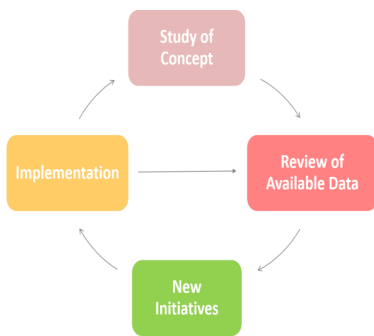 Study of
Concept
Implementation
Review of
Available Data
New
Initiatives